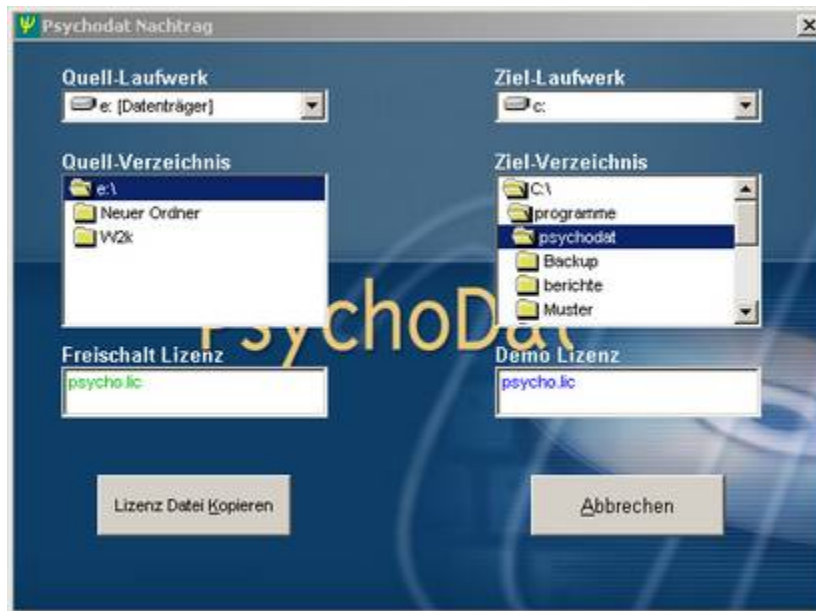 Psychodat Nachtrag
Quell-Laufwerk
e: [Datenträger]
Quell-Verzeichnis
e:\
Neuer Ordner
W2k
Freischalt Lizenz
psycho.lic
Lizenz Datei Kopieren
Ziel-Laufwerk
c:
Ziel-Verzeichnis
C:\
programme
psychodat
Backup
berichte
Muster
Demo Lizenz
psycho.lic
Abbrechen
PsychoDat